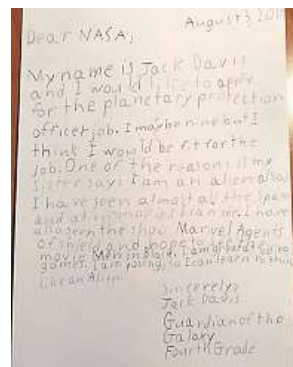 August 3, 201
Dear NASA,
My name is Jack Davis
and I would like to apply
for the planetary protection
officer job. I may be nine but I
think I would be fit for the
job. One of the reasons is my
sister says I am an alien also
I have seen almost all the space
and alien movies I can see. I have
also seen the show Marvel Agents
of Shield and hope to see the
movie Men in Black. I am great at video
games. I am young, so I can learn to think
like an Alien.
Sincerely,
Jack Davis
Guardian of the
Galaxy
Fourth Grade